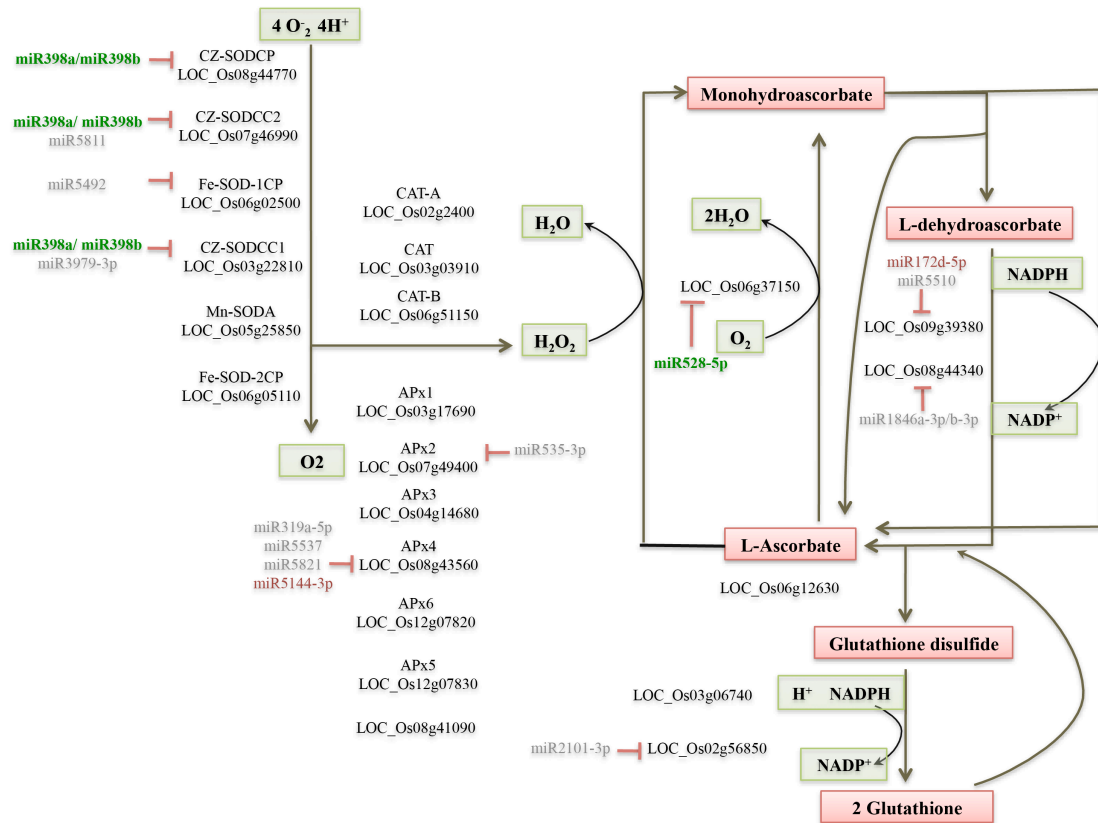 4 O⁻₂ 4H⁺
miR398a/miR398b
CZ-SODCP
LOC_Os08g44770
miR398a/ miR398b
miR5811
CZ-SODCC2
LOC_Os07g46990
miR5492
Fe-SOD-1CP
LOC_Os06g02500
miR398a/ miR398b
miR3979-3p
CZ-SODCC1
LOC_Os03g22810
Mn-SODA
LOC_Os05g25850
Fe-SOD-2CP
LOC_Os06g05110
O2
CAT-A
LOC_Os02g2400
CAT
LOC_Os03g03910
CAT-B
LOC_Os06g51150
APx1
LOC_Os03g17690
APx2
LOC_Os07g49400
miR535-3p
APx3
LOC_Os04g14680
miR319a-5p
miR5537
miR5821
miR5144-3p
APx4
LOC_Os08g43560
APx6
LOC_Os12g07820
APx5
LOC_Os12g07830
LOC_Os08g41090
H₂O
H₂O₂
Monohydroascorbate
2H₂O
LOC_Os06g37150
O₂
miR528-5p
L-dehydroascorbate
miR172d-5p
miR5510
NADPH
LOC_Os09g39380
LOC_Os08g44340
miR1846a-3p/b-3p
NADP⁺
L-Ascorbate
LOC_Os06g12630
Glutathione disulfide
LOC_Os03g06740
H⁺ NADPH
miR2101-3p
LOC_Os02g56850
NADP⁺
2 Glutathione